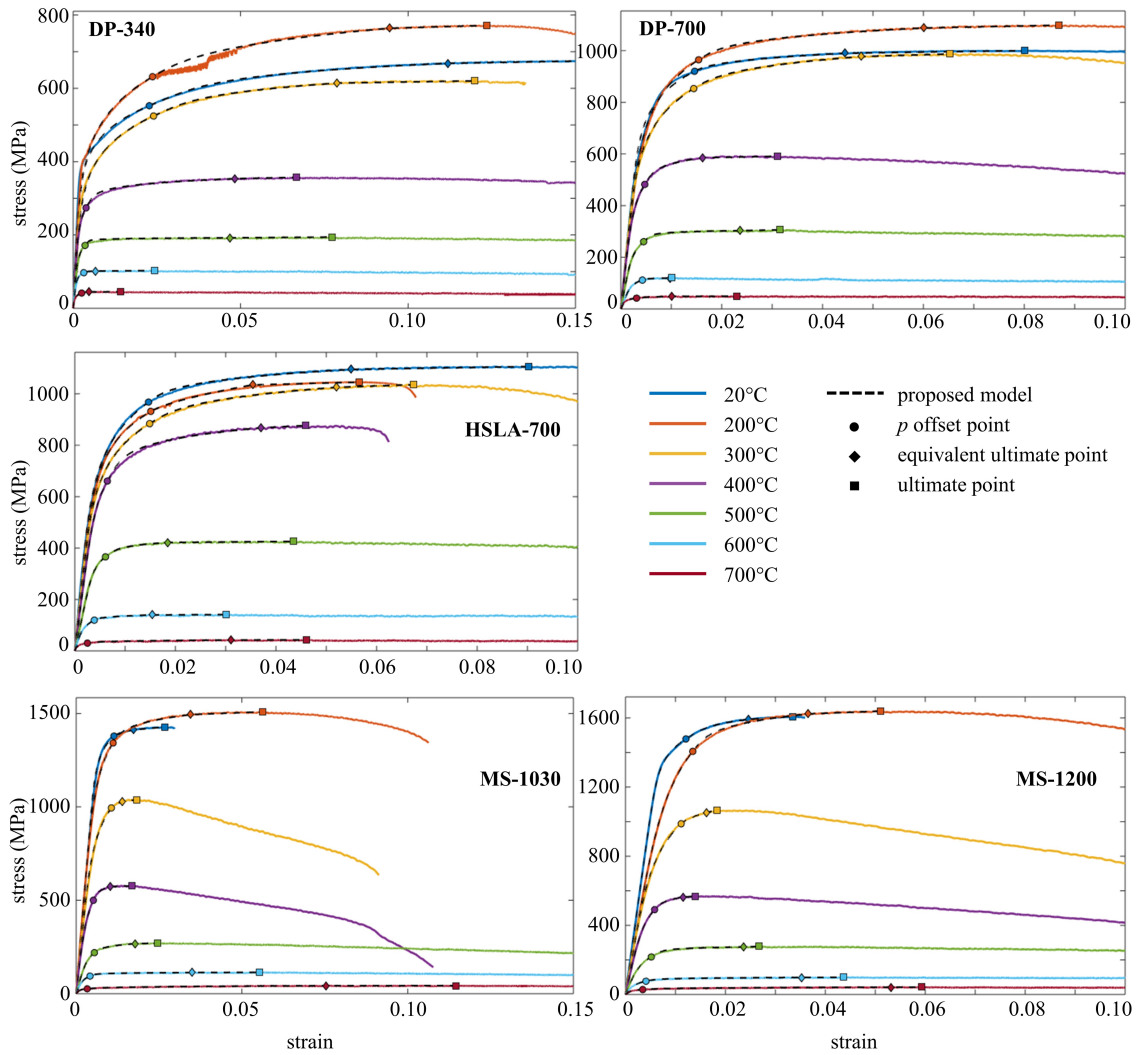 DP-340
800
600
400
200
0
0
0.05
0.10
0.15
stress (MPa)
DP-700
1000
800
600
400
200
0
0
0.02
0.04
0.06
0.08
0.10
HSLA-700
1000
800
600
400
200
0
0
0.02
0.04
0.06
0.08
0.10
stress (MPa)
20°C
200°C
300°C
400°C
500°C
600°C
700°C
proposed model
p offset point
equivalent ultimate point
ultimate point
MS-1030
1500
1000
500
0
0
0.05
0.10
0.15
stress (MPa)
strain
MS-1200
1600
1200
800
400
0
0
0.02
0.04
0.06
0.08
0.10
strain